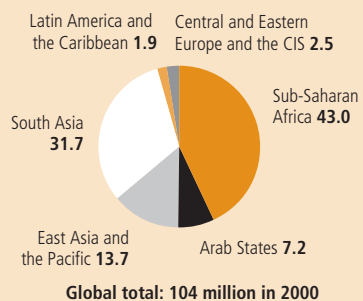 Latin America and
the Caribbean 1.9
Central and Eastern
Europe and the CIS 2.5
Sub-Saharan
Africa 43.0
South Asia
31.7
East Asia and
the Pacific 13.7
Arab States 7.2
Global total: 104 million in 2000